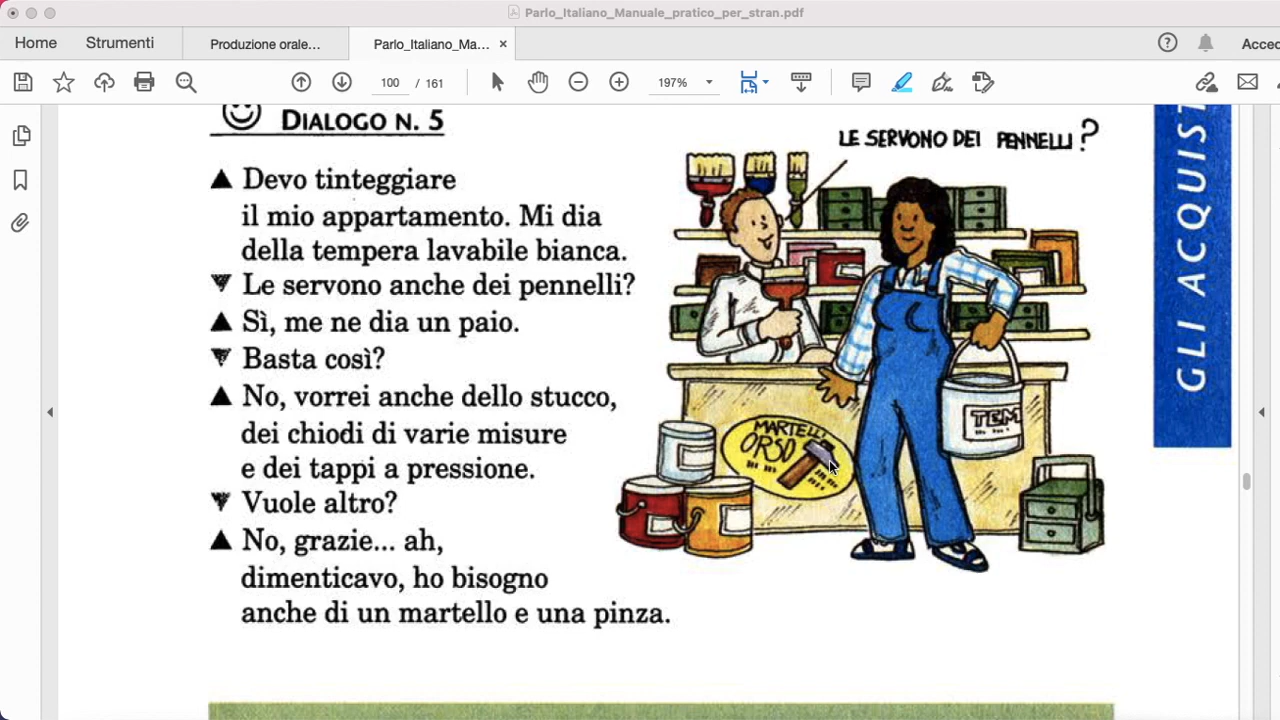 Parlo_Italiano_Manuale_pratico_per_stran.pdf
Home Strumenti Produzione orale... Parlo_Italiano_Ma... ×
100 / 161 197%
DIALOGO N. 5
LE SERVONO DEI PENNELLI?
Devo tinteggiare
il mio appartamento. Mi dia
della tempera lavabile bianca.
Le servono anche dei pennelli?
Sì, me ne dia un paio.
Basta così?
No, vorrei anche dello stucco,
dei chiodi di varie misure
e dei tappi a pressione.
Vuole altro?
No, grazie... ah,
dimenticavo, ho bisogno
anche di un martello e una pinza.
MARTELLI
ORSO
TEM
GLI ACQUIST